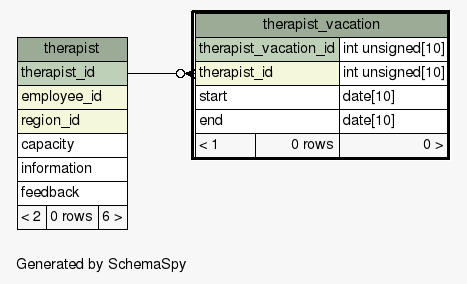 therapist
therapist_id
employee_id
region_id
capacity
information
feedback
< 2 0 rows 6 >
therapist_vacation
therapist_vacation_id int unsigned[10]
therapist_id int unsigned[10]
start date[10]
end date[10]
< 1 0 rows 0 >
Generated by SchemaSpy